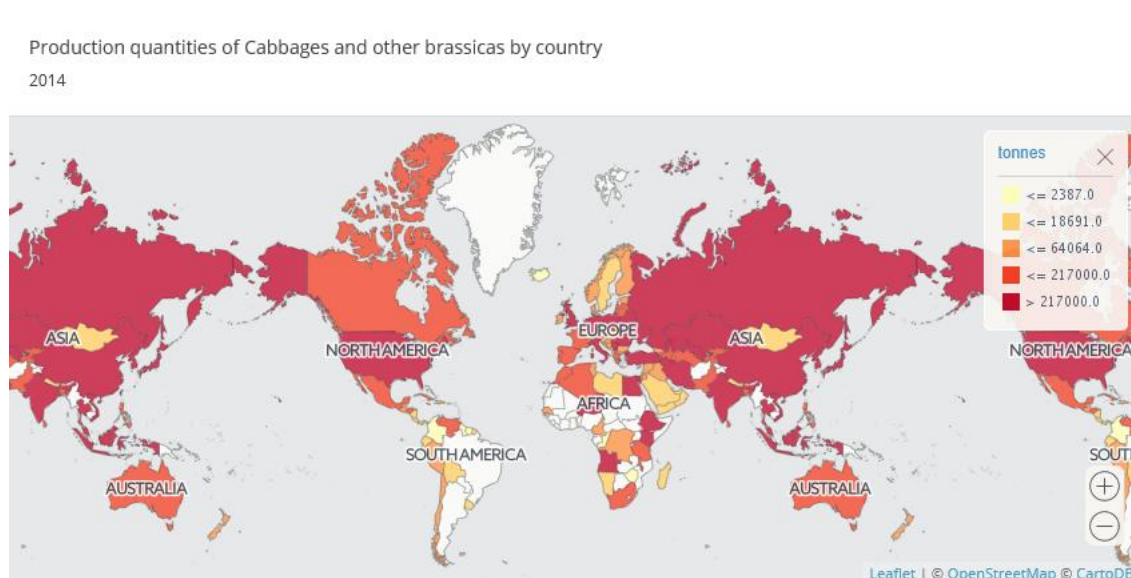 Production quantities of Cabbages and other brassicas by country
2014
tonnes
<= 2387.0
<= 18691.0
<= 64064.0
<= 217000.0
> 217000.0
ASIA
NORTH AMERICA
EUROPE
ASIA
NORTH AMERICA
AFRICA
SOUTH AMERICA
SOUT
AUSTRALIA
AUSTRALIA
Leaflet | © OpenStreetMap © CartoDB